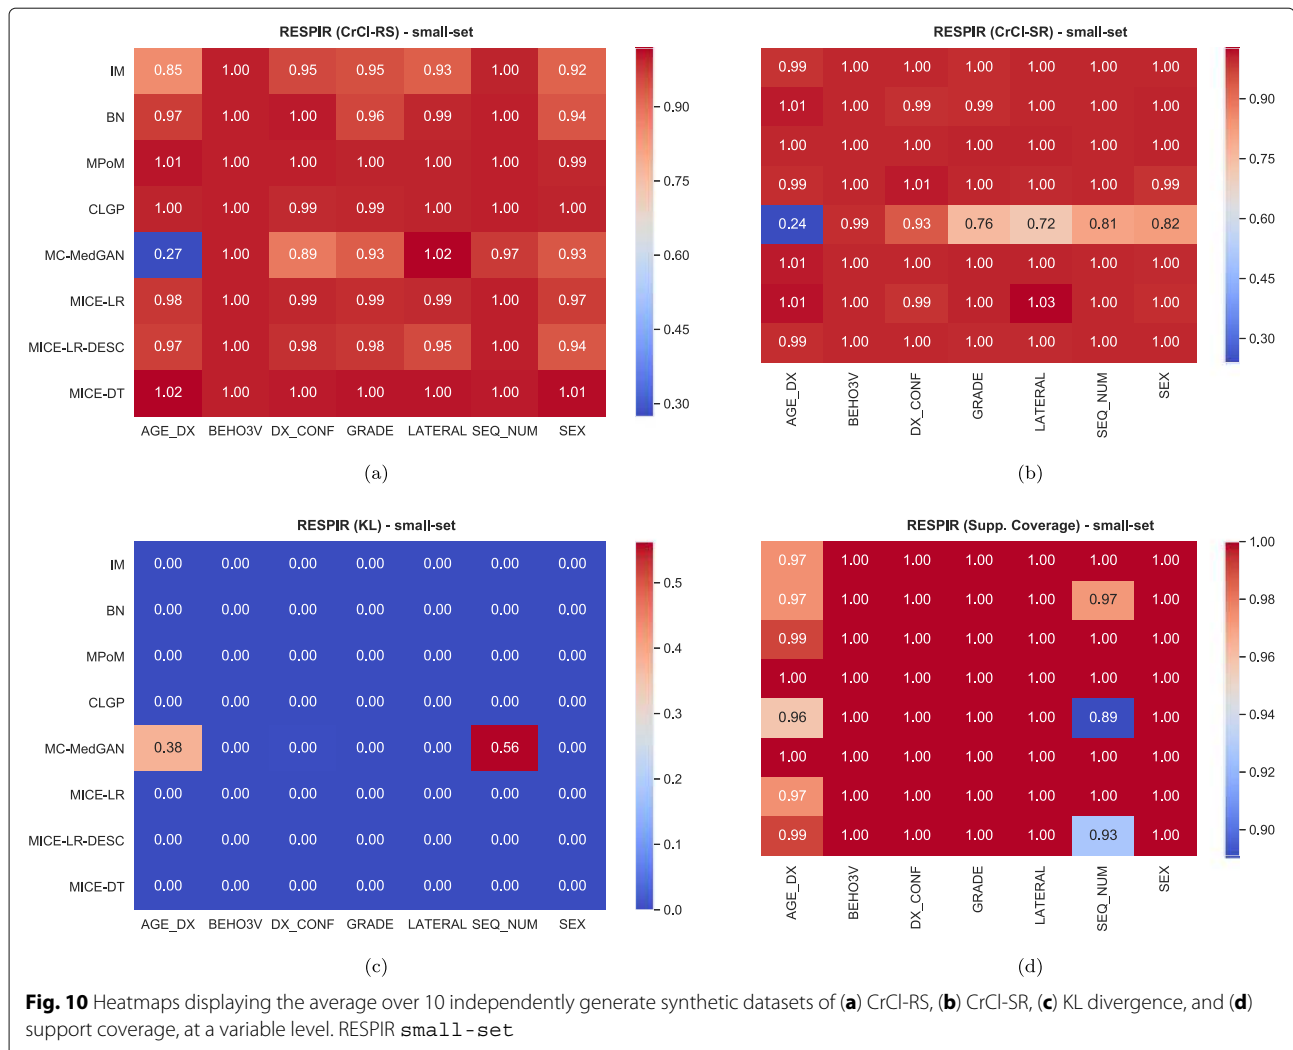 RESPIR (CrCl-RS) - small-set
IM 0.85 1.00 0.95 0.95 0.93 1.00 0.92
BN 0.97 1.00 1.00 0.96 0.99 1.00 0.94
MPoM 1.01 1.00 1.00 1.00 1.00 1.00 0.99
CLGP 1.00 1.00 0.99 0.99 1.00 1.00 1.00
MC-MedGAN 0.27 1.00 0.89 0.93 1.02 0.97 0.93
MICE-LR 0.98 1.00 0.99 0.99 0.99 1.00 0.97
MICE-LR-DESC 0.97 1.00 0.98 0.98 0.95 1.00 0.94
MICE-DT 1.02 1.00 1.00 1.00 1.00 1.00 1.01
AGE_DX BEHO3V DX_CONF GRADE LATERAL SEQ_NUM SEX
0.90
0.75
0.60
0.45
0.30
(a)
RESPIR (CrCl-SR) - small-set
0.99 1.00 1.00 1.00 1.00 1.00 1.00
1.01 1.00 0.99 0.99 1.00 1.00 1.00
1.00 1.00 1.00 1.00 1.00 1.00 1.00
0.99 1.00 1.01 1.00 1.00 1.00 0.99
0.24 0.99 0.93 0.76 0.72 0.81 0.82
1.01 1.00 1.00 1.00 1.00 1.00 1.00
1.01 1.00 0.99 1.00 1.03 1.00 1.00
0.99 1.00 1.00 1.00 1.00 1.00 1.00
AGE_DX BEHO3V DX_CONF GRADE LATERAL SEQ_NUM SEX
0.90
0.75
0.60
0.45
0.30
(b)
RESPIR (KL) - small-set
IM 0.00 0.00 0.00 0.00 0.00 0.00 0.00
BN 0.00 0.00 0.00 0.00 0.00 0.00 0.00
MPoM 0.00 0.00 0.00 0.00 0.00 0.00 0.00
CLGP 0.00 0.00 0.00 0.00 0.00 0.00 0.00
MC-MedGAN 0.38 0.00 0.00 0.00 0.00 0.56 0.00
MICE-LR 0.00 0.00 0.00 0.00 0.00 0.00 0.00
MICE-LR-DESC 0.00 0.00 0.00 0.00 0.00 0.00 0.00
MICE-DT 0.00 0.00 0.00 0.00 0.00 0.00 0.00
AGE_DX BEHO3V DX_CONF GRADE LATERAL SEQ_NUM SEX
0.5
0.4
0.3
0.2
0.1
0.0
(c)
RESPIR (Supp. Coverage) - small-set
0.97 1.00 1.00 1.00 1.00 1.00 1.00
0.97 1.00 1.00 1.00 1.00 0.97 1.00
0.99 1.00 1.00 1.00 1.00 1.00 1.00
1.00 1.00 1.00 1.00 1.00 1.00 1.00
0.96 1.00 1.00 1.00 1.00 0.89 1.00
1.00 1.00 1.00 1.00 1.00 1.00 1.00
0.97 1.00 1.00 1.00 1.00 1.00 1.00
0.99 1.00 1.00 1.00 1.00 0.93 1.00
AGE_DX BEHO3V DX_CONF GRADE LATERAL SEQ_NUM SEX
1.00
0.98
0.96
0.94
0.92
0.90
(d)
Fig. 10 Heatmaps displaying the average over 10 independently generate synthetic datasets of (a) CrCl-RS, (b) CrCl-SR, (c) KL divergence, and (d)
support coverage, at a variable level. RESPIR small-set